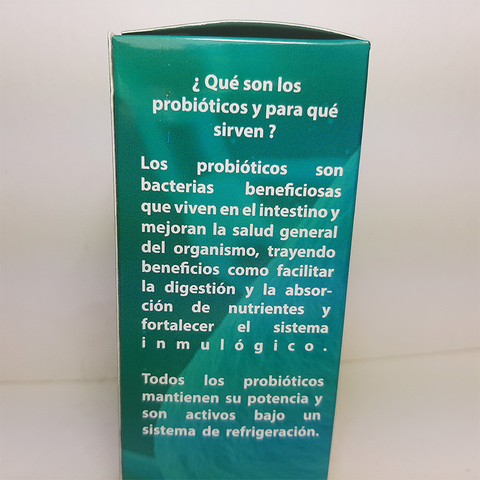 ¿ Qué son los
probióticos y para qué
sirven ?
Los probióticos son
bacterias beneficiosas
que viven en el intestino y
mejoran la salud general
del organismo, trayendo
beneficios como facilitar
la digestión y la absor-
ción de nutrientes y
fortalecer el sistema
inmulógico.
Todos los probióticos
mantienen su potencia y
son activos bajo un
sistema de refrigeración.